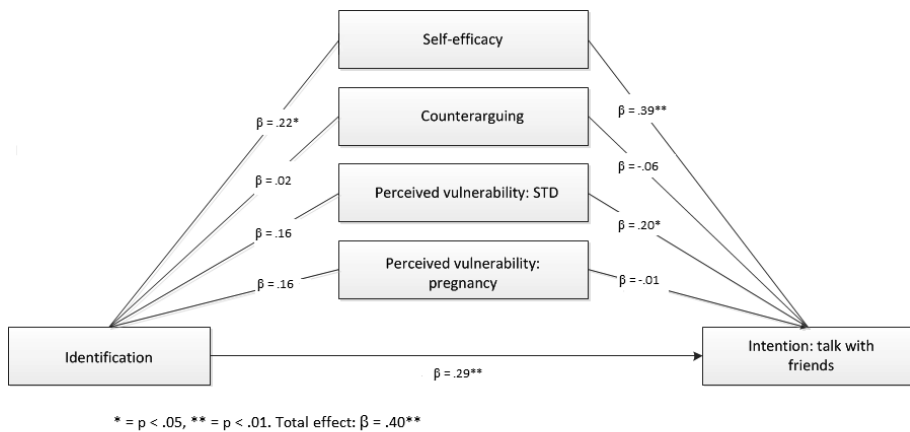 Self-efficacy
β = .22*
β = .39**
Counterarguing
β = .02
β = -.06
Perceived vulnerability: STD
β = .16
β = .20*
Perceived vulnerability:
pregnancy
β = .16
β = -.01
Identification
β = .29**
Intention: talk with
friends
* = p < .05, ** = p < .01. Total effect: β = .40**